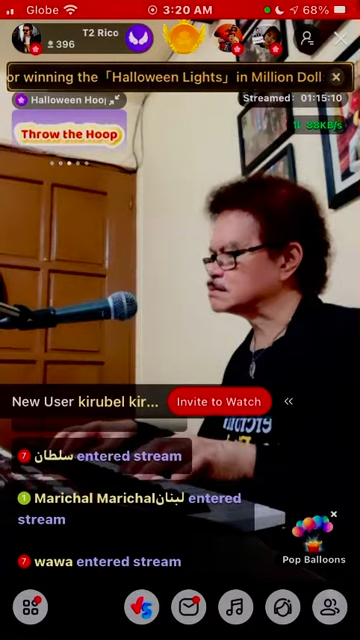 Globe
3:20 AM
68%
T2 Rico
396
or winning the「Halloween Lights」in Million Doll
Halloween Hoo
Streamed: 01:15:10
Throw the Hoop
New User kirubel kir...
Invite to Watch
7 سلطان entered stream
1 Marichal Marichalلبنان entered
stream
7 wawa entered stream
Pop Balloons